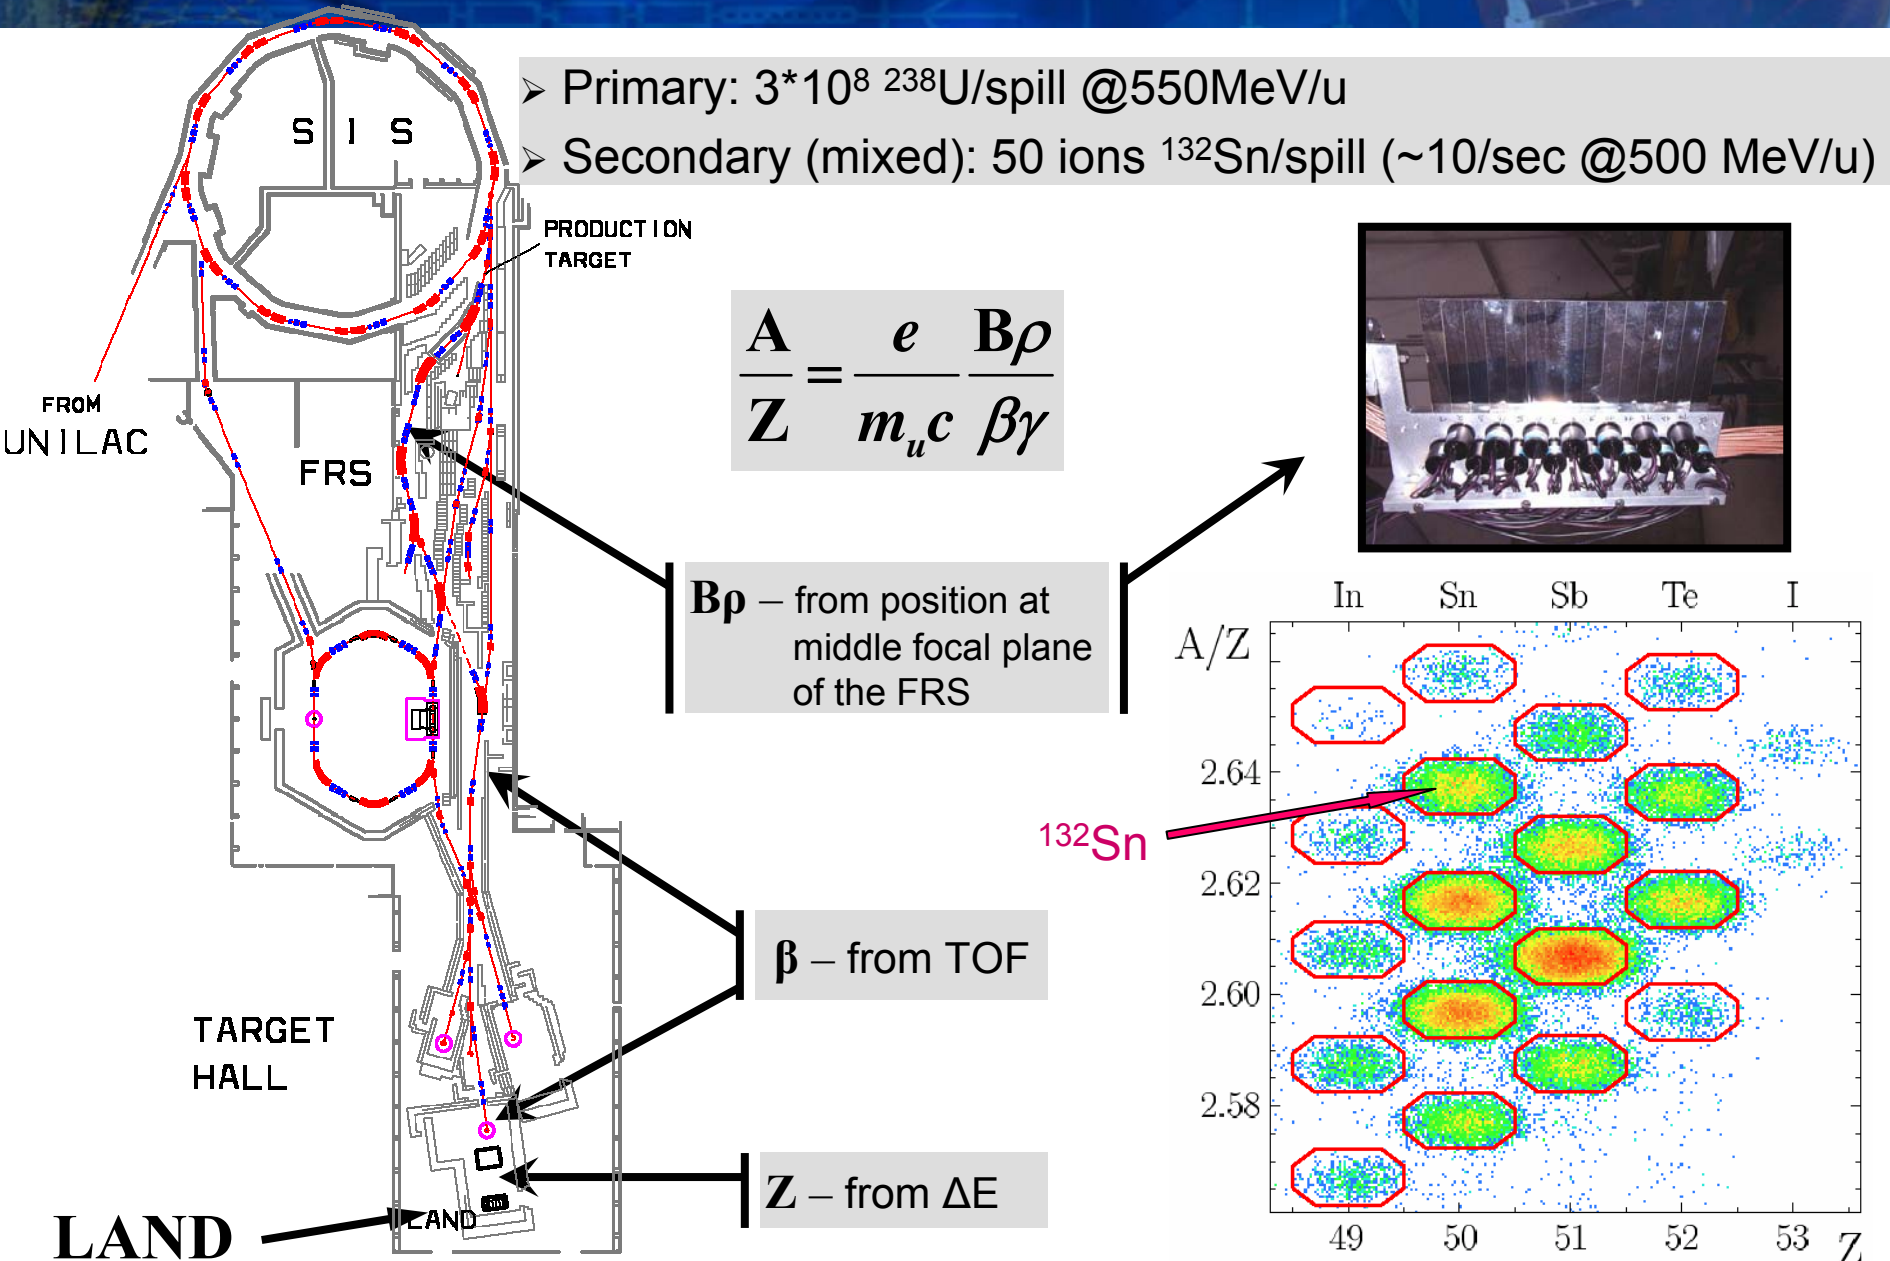 ➢ Primary: 3*10⁸ ²³⁸U/spill @550MeV/u
➢ Secondary (mixed): 50 ions ¹³²Sn/spill (~10/sec @500 MeV/u)
SIS
PRODUCTION
TARGET
FROM
UNILAC
FRS
A/Z = e/mᵤc Bρ/βγ
Bρ – from position at
middle focal plane
of the FRS
β – from TOF
Z – from ΔE
TARGET
HALL
LAND
LAND
In Sn Sb Te I
A/Z
2.64
2.62
2.60
2.58
¹³²Sn
49 50 51 52 53 Z